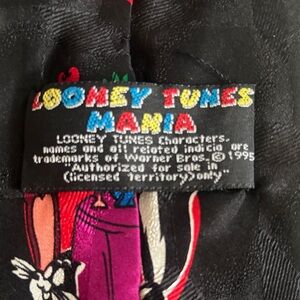 LOONEY TUNES
MANIA
LOONEY TUNES Characters,
names and all related indicia are
trademarks of Warner Bros. © 1995
"Authorized for sale in
(licensed territory)only"